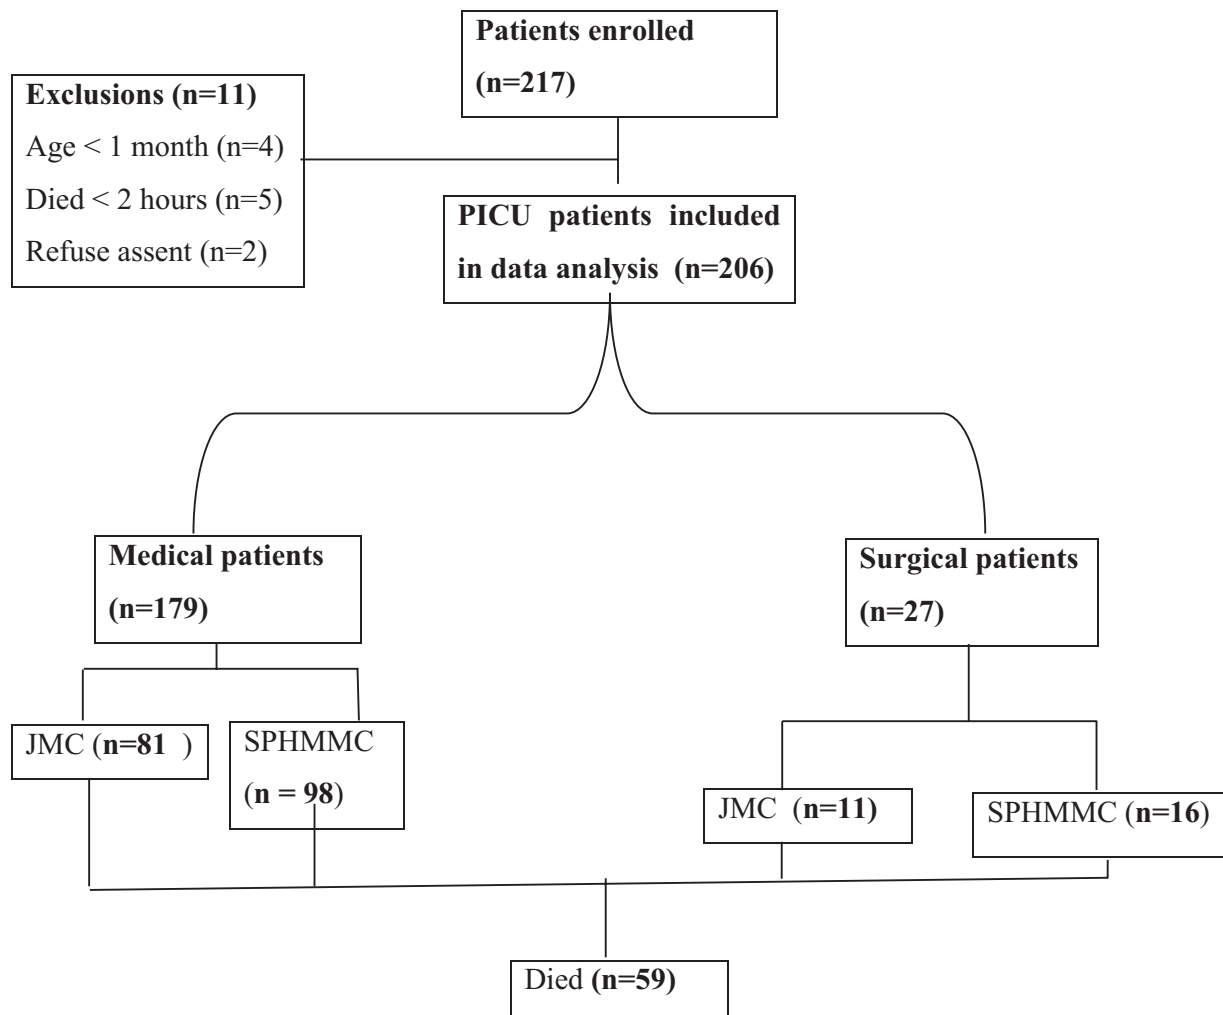 Patients enrolled
(n=217)
Exclusions (n=11)
Age < 1 month (n=4)
Died < 2 hours (n=5)
Refuse assent (n=2)
PICU patients included
in data analysis (n=206)
Medical patients
(n=179)
Surgical patients
(n=27)
JMC (n=81 )
SPHMMC
(n = 98)
JMC (n=11)
SPHMMC (n=16)
Died (n=59)